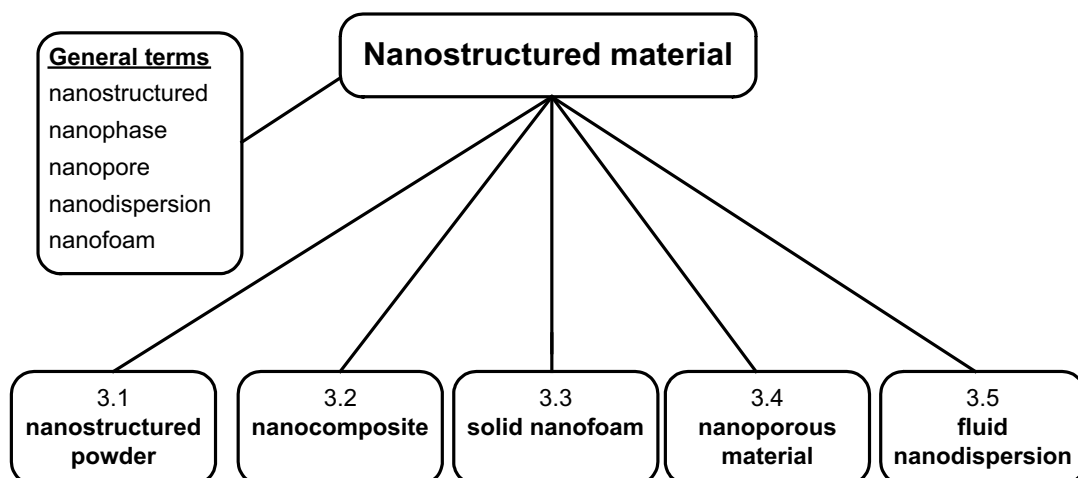 General terms
nanostructured
nanophase
nanopore
nanodispersion
nanofoam
Nanostructured material
3.1
nanostructured
powder
3.2
nanocomposite
3.3
solid nanofoam
3.4
nanoporous
material
3.5
fluid
nanodispersion